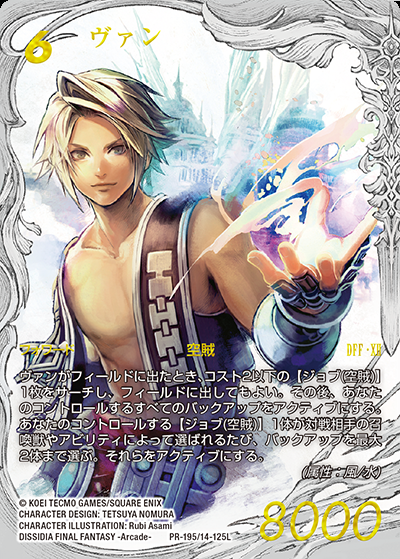 6 ヴァン
フォワード 空賊 DFF・XII
ヴァンがフィールドに出たとき、コスト2以下の【ジョブ(空賊)】
1枚をサーチし、フィールドに出してもよい。その後、あなた
のコントロールするすべてのバックアップをアクティブにする。
あなたのコントロールする【ジョブ(空賊)】1体が対戦相手の召
喚獣やアビリティによって選ばれるたび、バックアップを最大
2体まで選ぶ。それらをアクティブにする。
(属性:風/水)
© KOEI TECMO GAMES/SQUARE ENIX
CHARACTER DESIGN: TETSUYA NOMURA
CHARACTER ILLUSTRATION: Rubi Asami
DISSIDIA FINAL FANTASY -Arcade- PR-195/14-125L
8000